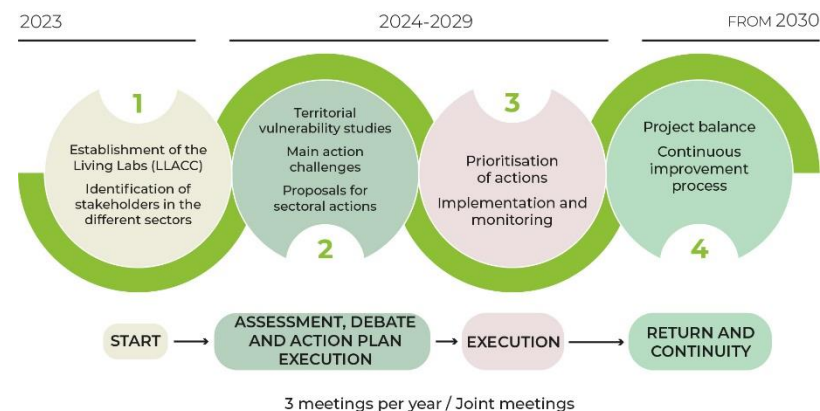 2023
2024-2029
FROM 2030
1
Establishment of the
Living Labs (LLACC)
Identification of
stakeholders in the
different sectors
Territorial
vulnerability studies
Main action
challenges
Proposals for
sectoral actions
2
3
Prioritisation
of actions
Implementation and
monitoring
Project balance
Continuous
improvement
process
4
START
ASSESSMENT, DEBATE
AND ACTION PLAN
EXECUTION
EXECUTION
RETURN AND
CONTINUITY
3 meetings per year / Joint meetings